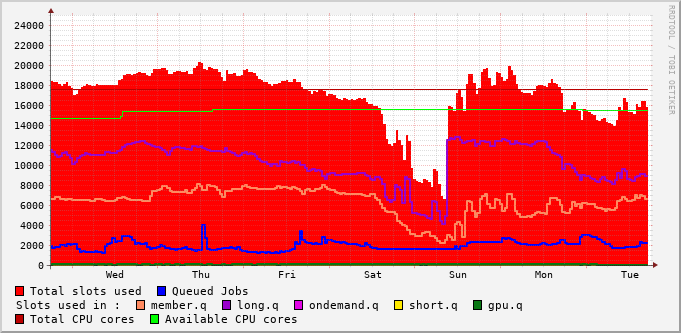 RRDTOOL / TOBI OETIKER
24000
22000
20000
18000
16000
14000
12000
10000
8000
6000
4000
2000
0
Wed Thu Fri Sat Sun Mon Tue
Total slots used Queued Jobs
Slots used in : member.q long.q ondemand.q short.q gpu.q
Total CPU cores Available CPU cores